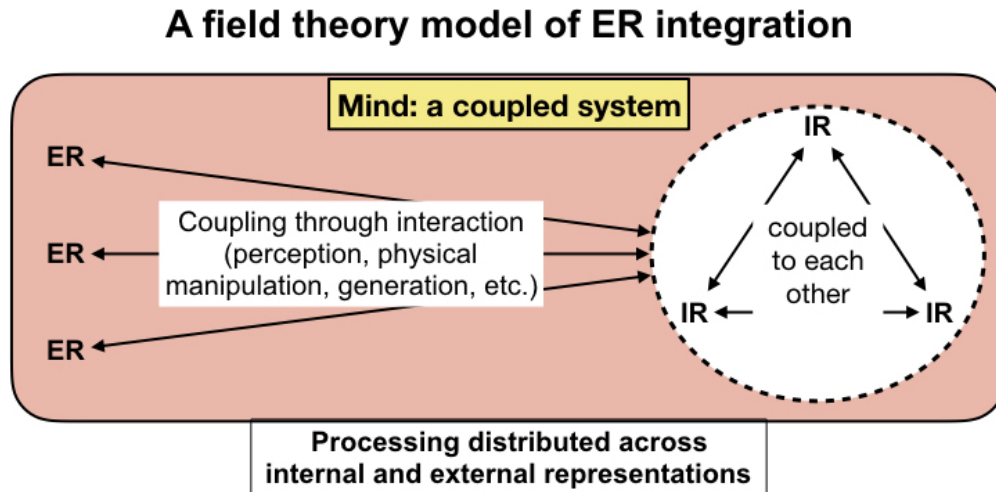 A field theory model of ER integration
Mind: a coupled system
ER
ER
ER
Coupling through interaction
(perception, physical
manipulation, generation, etc.)
IR
coupled
to each
other
IR
IR
Processing distributed across
internal and external representations